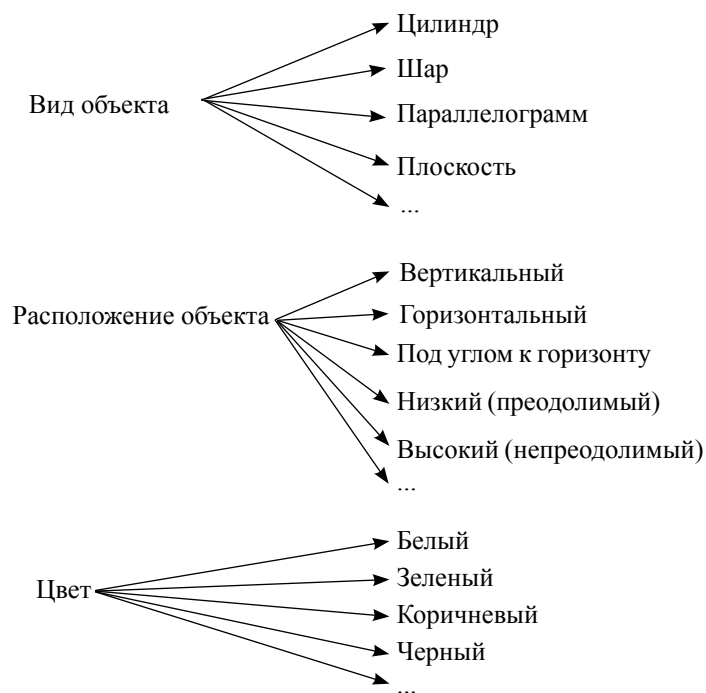 Вид объекта
Цилиндр
Шар
Параллелограмм
Плоскость
...
Расположение объекта
Вертикальный
Горизонтальный
Под углом к горизонту
Низкий (преодолимый)
Высокий (непреодолимый)
...
Цвет
Белый
Зеленый
Коричневый
Черный
...